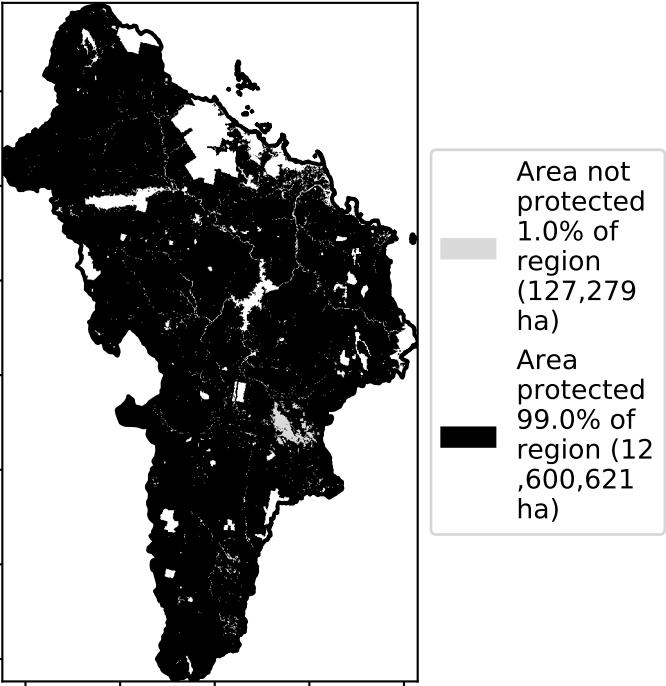 Area not
protected
1.0% of
region
(127,279
ha)
Area
protected
99.0% of
region (12
,600,621
ha)